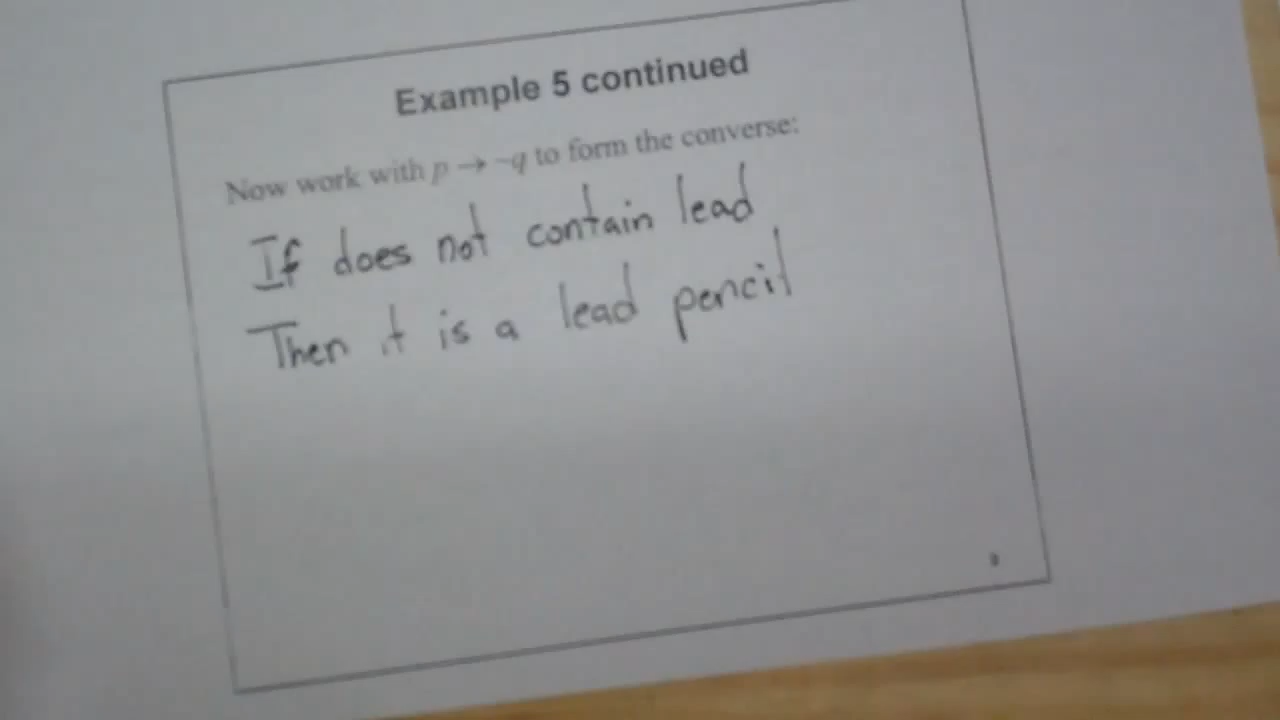 Example 5 continued
Now work with p → ~q to form the converse:
If does not contain lead
Then it is a lead pencil